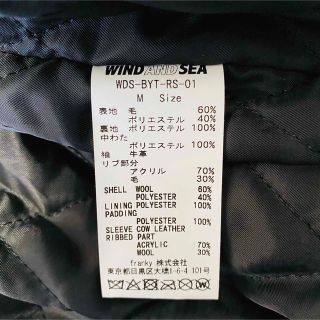 WIND AND SEA
WDS-BYT-RS-01
M Size
表地 毛 60%
ポリエステル 40%
裏地 ポリエステル 100%
中わた
ポリエステル 100%
袖 牛革
リブ部分
アクリル 70%
毛 30%
SHELL WOOL 60%
POLYESTER 40%
LINING POLYESTER 100%
PADDING
POLYESTER 100%
SLEEVE COW LEATHER
RIBBED PART
ACRYLIC 70%
WOOL 30%
franky 株式会社
東京都目黒区大橋1-6-4 101号